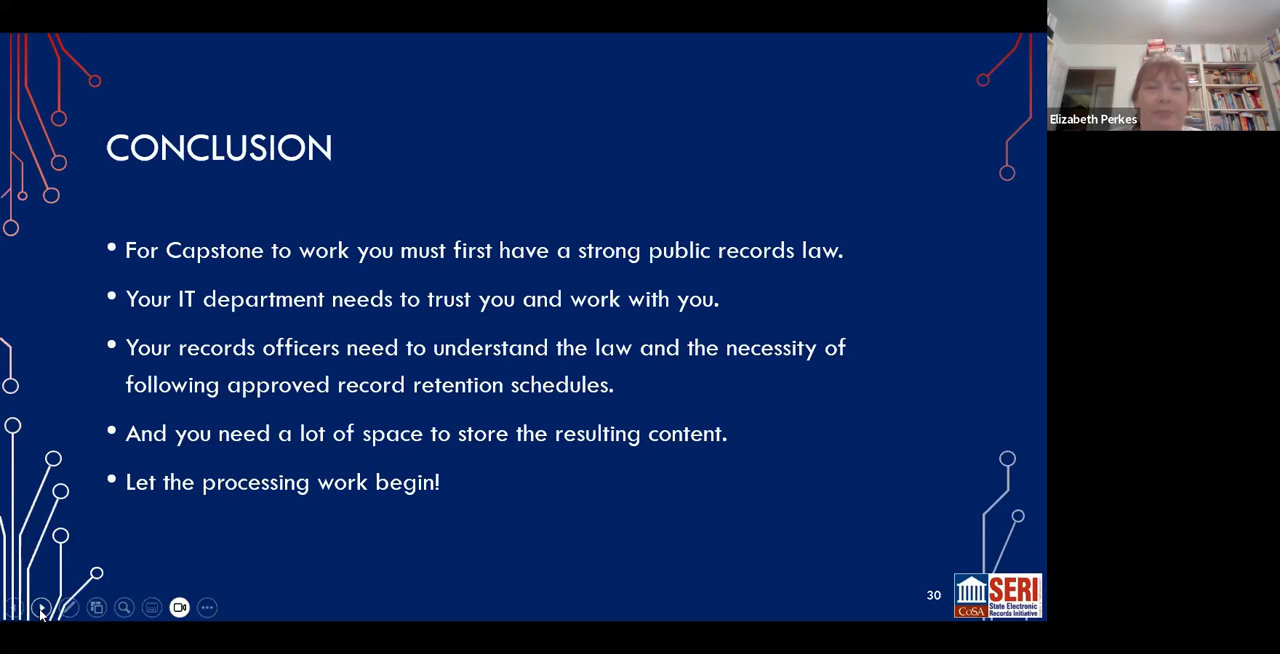 Elizabeth Perkes
CONCLUSION
• For Capstone to work you must first have a strong public records law.
• Your IT department needs to trust you and work with you.
• Your records officers need to understand the law and the necessity of
following approved record retention schedules.
• And you need a lot of space to store the resulting content.
• Let the processing work begin!
30
CoSA
SERI
State Electronic
Records Initiative